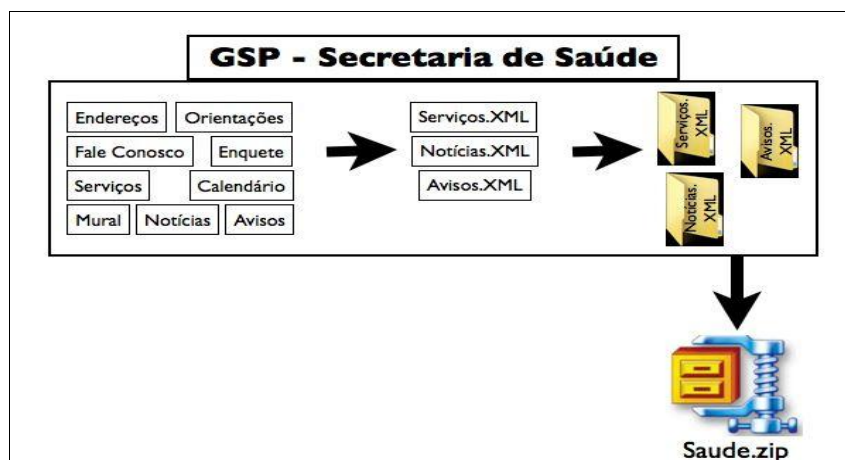 GSP - Secretaria de Saúde
Endereços Orientações
Fale Conosco Enquete
Serviços Calendário
Mural Notícias Avisos
Serviços.XML
Notícias.XML
Avisos.XML
Serviços.
XML
Avisos.
XML
Notícias.
XML
Saude.zip